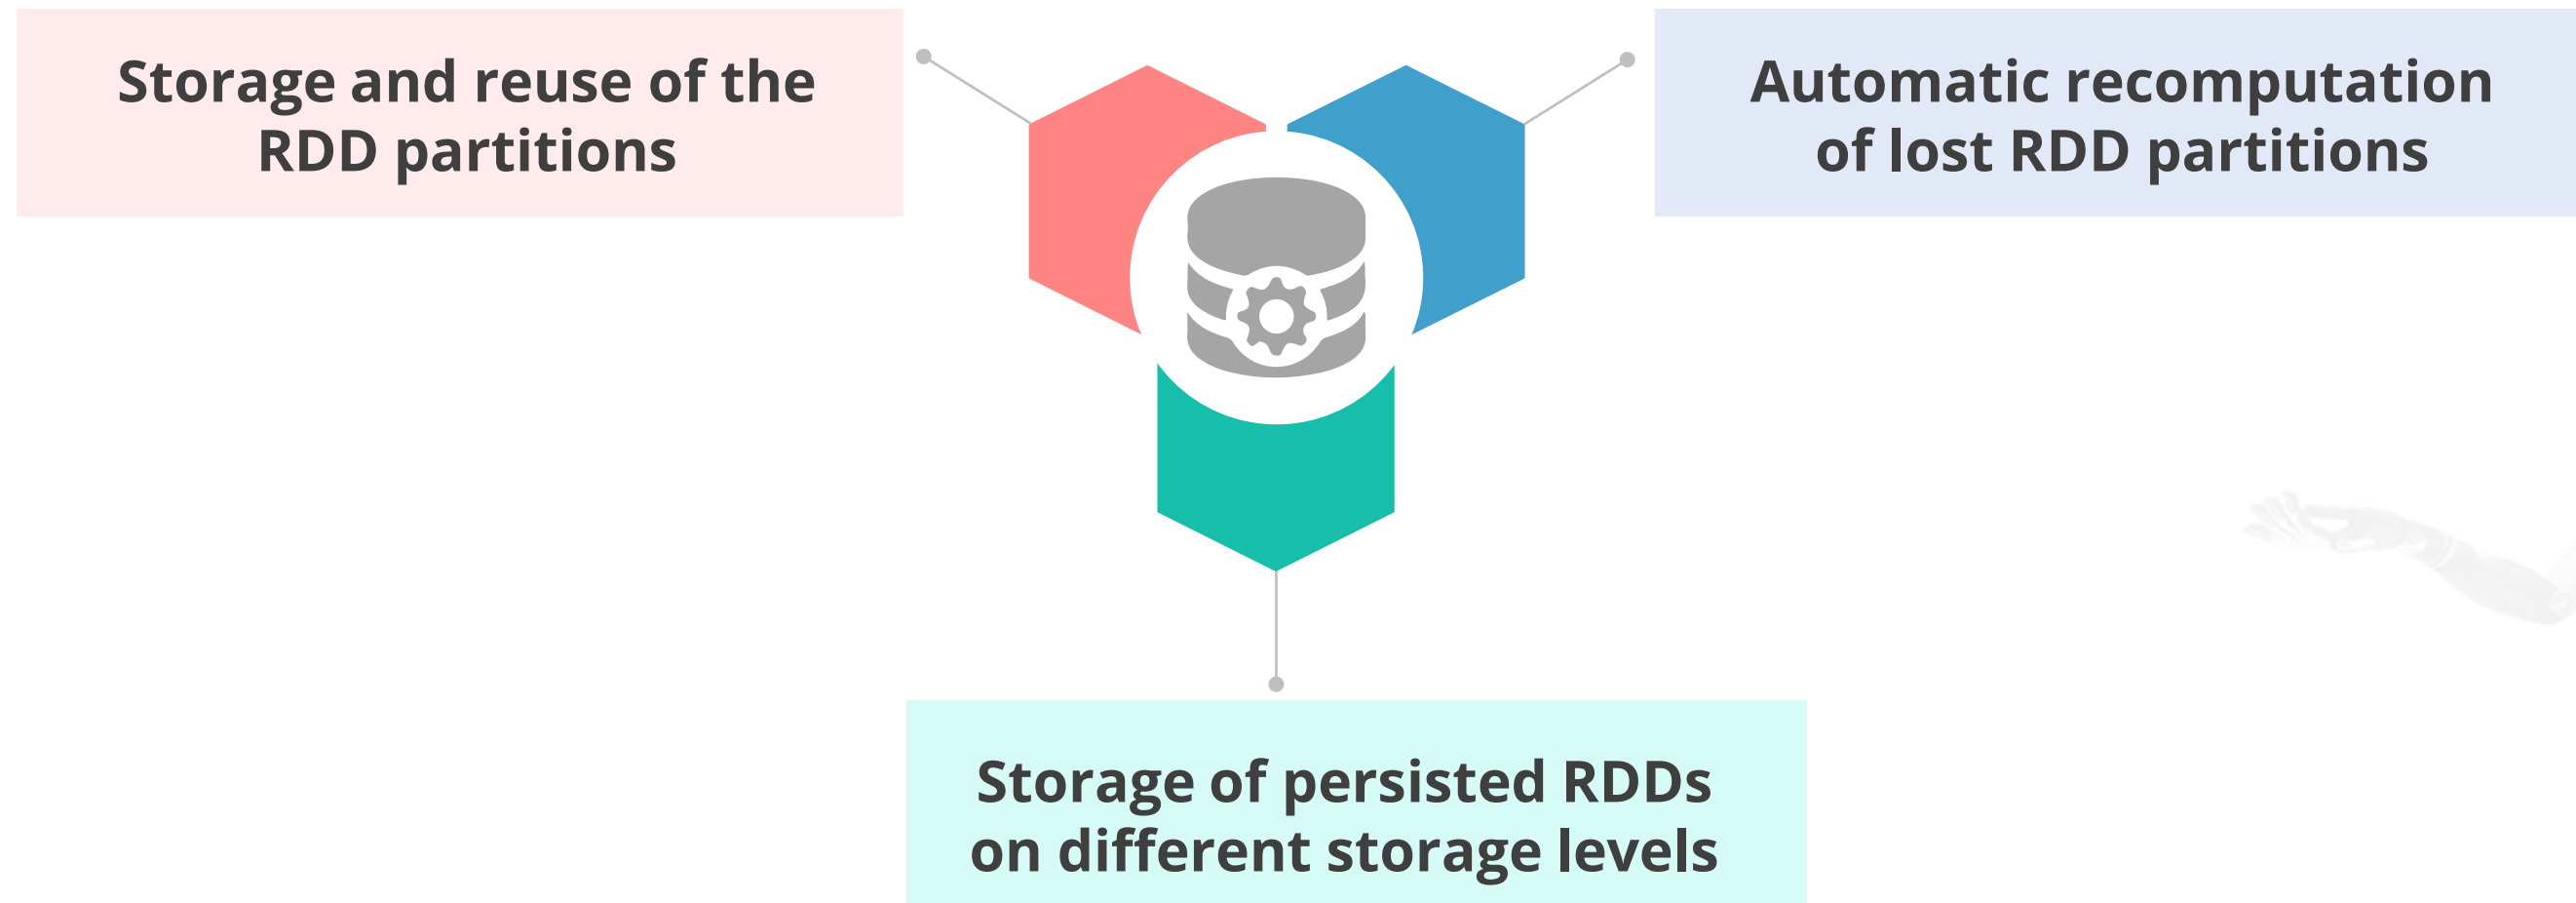 Storage and reuse of the
RDD partitions
Automatic recomputation
of lost RDD partitions
Storage of persisted RDDs
on different storage levels